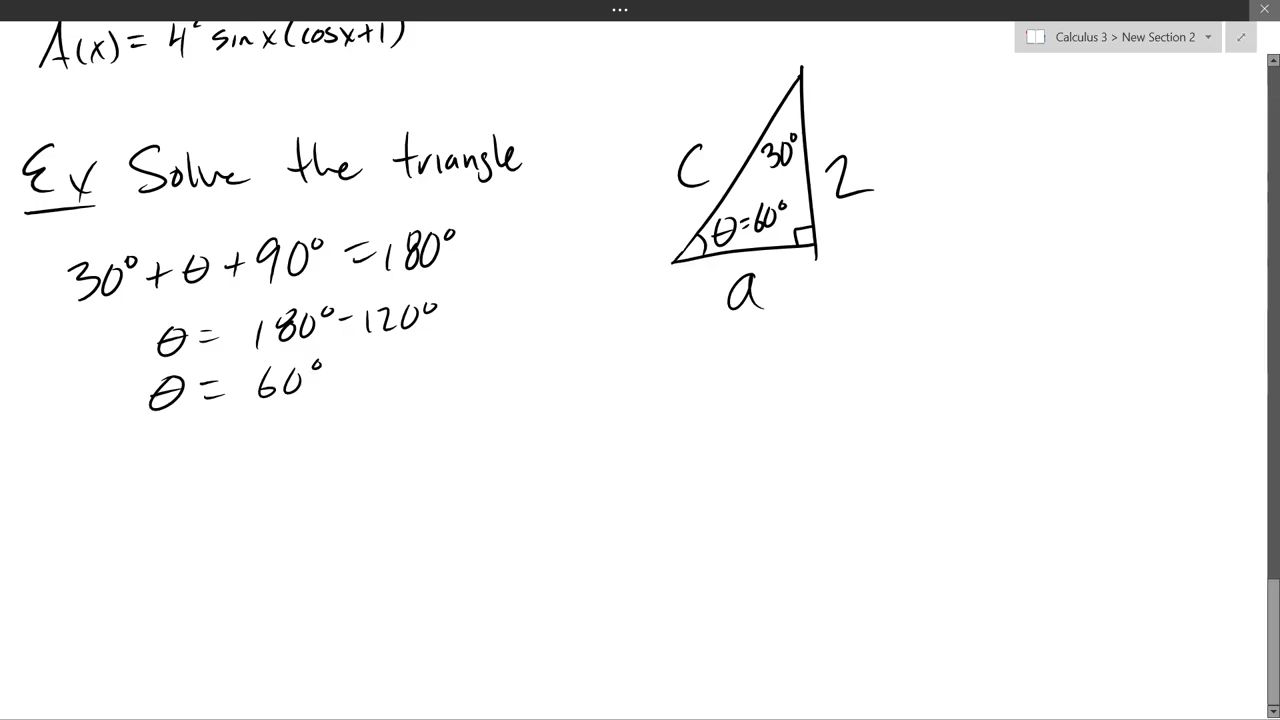 Calculus 3 > New Section 2
A(x) = 4² sin x (cos x + 1)
Ex Solve the triangle
30° + θ + 90° = 180°
θ = 180° - 120°
θ = 60°
30°
C
2
θ = 60°
a